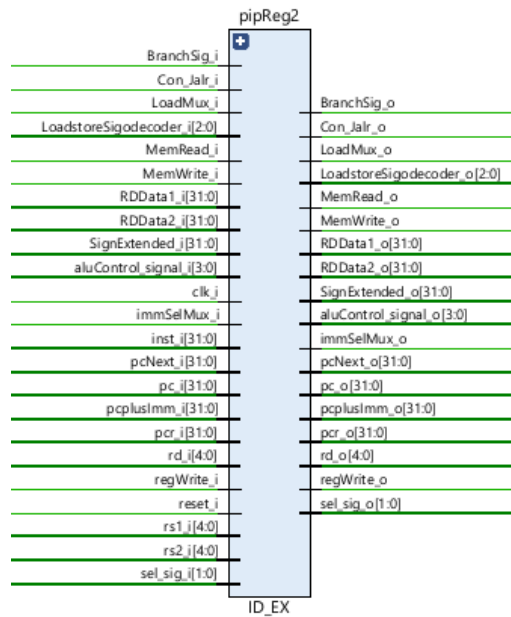 pipReg2
BranchSig_i
Con_Jalr_i
LoadMux_i
LoadstoreSigodecoder_i[2:0]
MemRead_i
MemWrite_i
RDData1_i[31:0]
RDData2_i[31:0]
SignExtended_i[31:0]
aluControl_signal_i[3:0]
clk_i
immSelMux_i
inst_i[31:0]
pcNext_i[31:0]
pc_i[31:0]
pcplusImm_i[31:0]
pcr_i[31:0]
rd_i[4:0]
regWrite_i
reset_i
rs1_i[4:0]
rs2_i[4:0]
sel_sig_i[1:0]
BranchSig_o
Con_Jalr_o
LoadMux_o
LoadstoreSigodecoder_o[2:0]
MemRead_o
MemWrite_o
RDData1_o[31:0]
RDData2_o[31:0]
SignExtended_o[31:0]
aluControl_signal_o[3:0]
immSelMux_o
pcNext_o[31:0]
pc_o[31:0]
pcplusImm_o[31:0]
pcr_o[31:0]
rd_o[4:0]
regWrite_o
sel_sig_o[1:0]
ID_EX